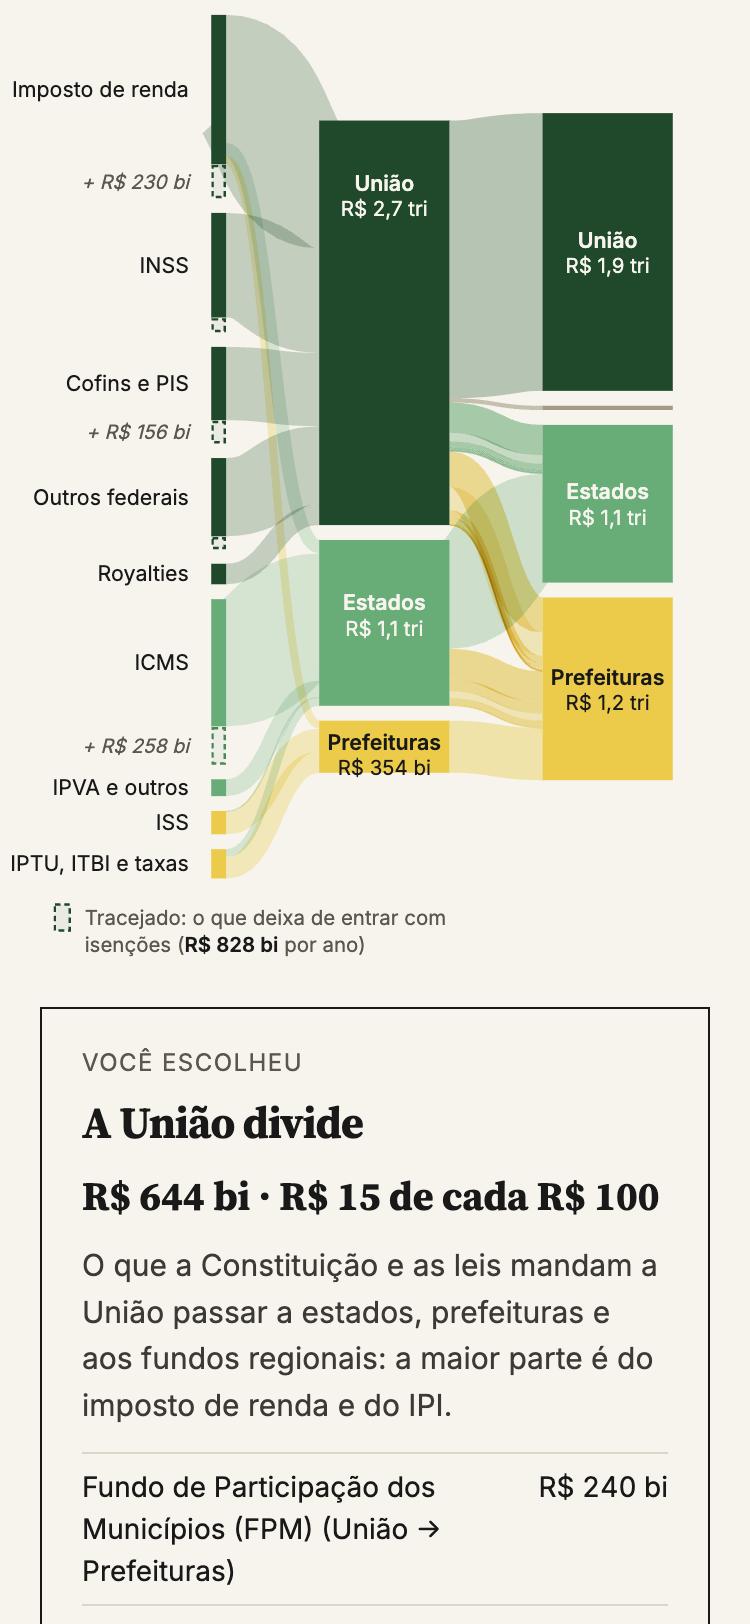 Imposto de renda
+ R$ 230 bi
INSS
Cofins e PIS
+ R$ 156 bi
Outros federais
Royalties
ICMS
+ R$ 258 bi
IPVA e outros
ISS
IPTU, ITBI e taxas
União
R$ 2,7 tri
Estados
R$ 1,1 tri
Prefeituras
R$ 354 bi
União
R$ 1,9 tri
Estados
R$ 1,1 tri
Prefeituras
R$ 1,2 tri
Tracejado: o que deixa de entrar com
isenções (R$ 828 bi por ano)
VOCÊ ESCOLHEU
A União divide
R$ 644 bi · R$ 15 de cada R$ 100
O que a Constituição e as leis mandam a
União passar a estados, prefeituras e
aos fundos regionais: a maior parte é do
imposto de renda e do IPI.
Fundo de Participação dos R$ 240 bi
Municípios (FPM) (União →
Prefeituras)